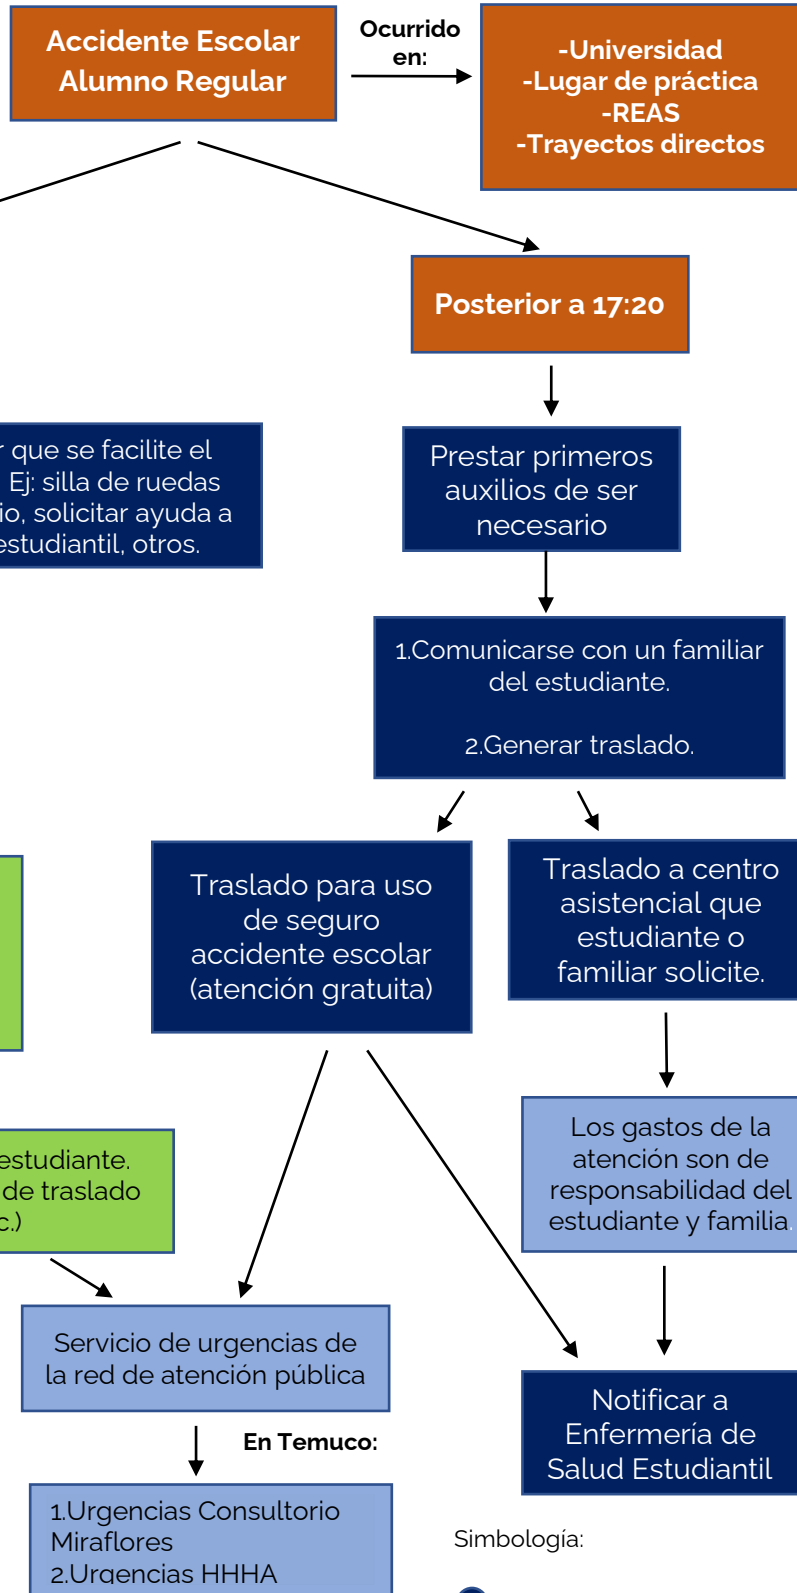 Accidente Escolar
Alumno Regular
Ocurrido
en:
-Universidad
-Lugar de práctica
-REAS
-Trayectos directos
Posterior a 17:20
que se facilite el
Ej: silla de ruedas
solicitar ayuda a
estudiantil, otros.
Prestar primeros
auxilios de ser
necesario
1.Comunicarse con un familiar
del estudiante.
2.Generar traslado.
Traslado para uso
de seguro
accidente escolar
(atención gratuita)
Traslado a centro
asistencial que
estudiante o
familiar solicite.
Los gastos de la
atención son de
responsabilidad del
estudiante y familia.
estudiante.
de traslado
c.)
Servicio de urgencias de
la red de atención pública
En Temuco:
Notificar a
Enfermería de
Salud Estudiantil
1.Urgencias Consultorio
Miraflores
2.Urgencias HHHA
Simbología: